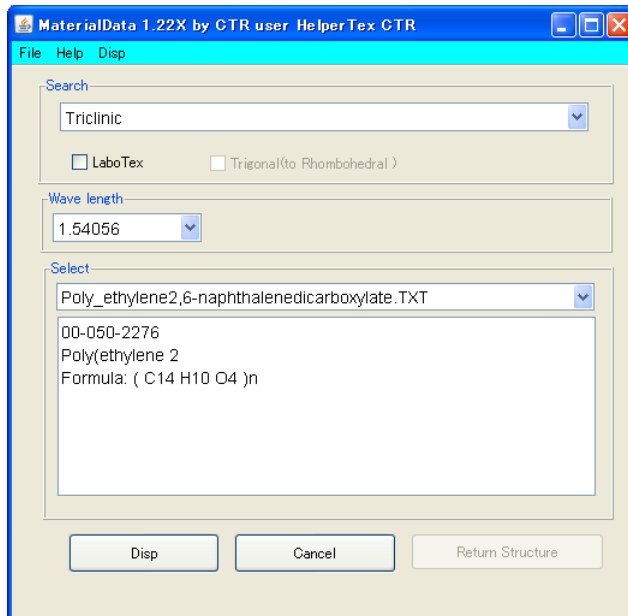 MaterialData 1.22X by CTR user HelperTex CTR
File Help Disp
Search
Triclinic
LaboTex Trigonal(to Rhombohedral )
Wave length
1.54056
Select
Poly_ethylene2,6-naphthalenedicarboxylate.TXT
00-050-2276
Poly(ethylene 2
Formula: ( C14 H10 O4 )n
Disp Cancel Return Structure